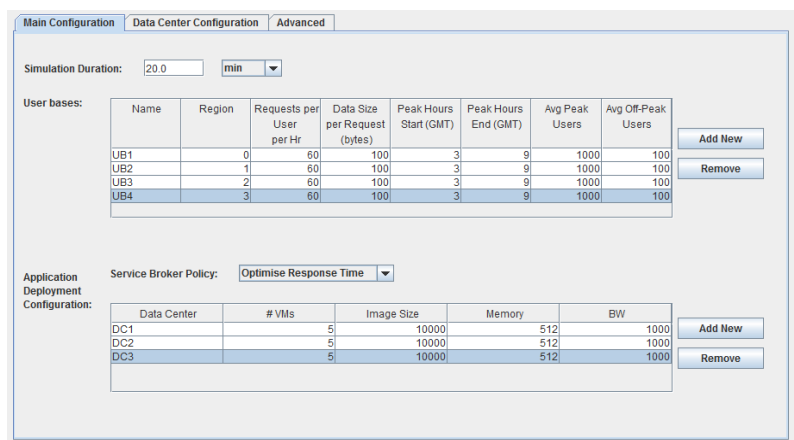 Main Configuration Data Center Configuration Advanced
Simulation Duration: 20.0 min
User bases:
Name Region Requests per User per Hr Data Size per Request (bytes) Peak Hours Start (GMT) Peak Hours End (GMT) Avg Peak Users Avg Off-Peak Users
UB1 0 60 100 3 9 1000 100
UB2 1 60 100 3 9 1000 100
UB3 2 60 100 3 9 1000 100
UB4 3 60 100 3 9 1000 100
Add New
Remove
Application Deployment Configuration:
Service Broker Policy: Optimise Response Time
Data Center # VMs Image Size Memory BW
DC1 5 10000 512 1000
DC2 5 10000 512 1000
DC3 5 10000 512 1000
Add New
Remove